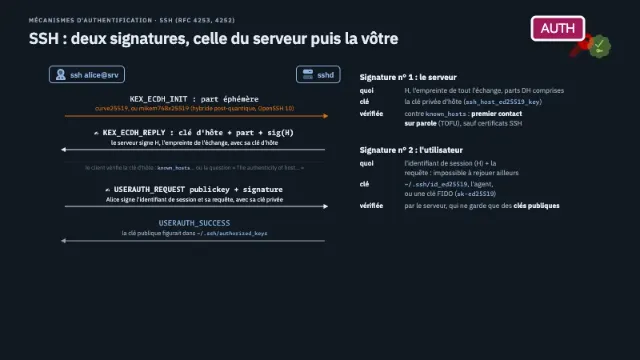 MÉCANISMES D'AUTHENTIFICATION · SSH (RFC 4253, 4252)
SSH : deux signatures, celle du serveur puis la vôtre
AUTH
ssh alice@srv
sshd
KEX_ECDH_INIT : part éphémère
curve25519, ou mlkem768x25519 (hybride post-quantique, OpenSSH 10)
KEX_ECDH_REPLY : clé d'hôte + part + sig(H)
le serveur signe H, l'empreinte de l'échange, avec sa clé d'hôte
le client vérifie la clé d'hôte : known_hosts, ou la question « The authenticity of host… »
USERAUTH_REQUEST publickey + signature
Alice signe l'identifiant de session et sa requête, avec sa clé privée
USERAUTH_SUCCESS
la clé publique figurait dans ~/.ssh/authorized_keys
Signature nº 1 : le serveur
quoi H, l'empreinte de tout l'échange, parts DH comprises
clé la clé privée d'hôte (ssh_host_ed25519_key)
vérifiée contre known_hosts : premier contact
sur parole (TOFU), sauf certificats SSH
Signature nº 2 : l'utilisateur
quoi l'identifiant de session (H) + la
requête : impossible à rejouer ailleurs
clé ~/.ssh/id_ed25519, l'agent,
ou une clé FIDO (sk-ed25519)
vérifiée par le serveur, qui ne garde que des clés publiques